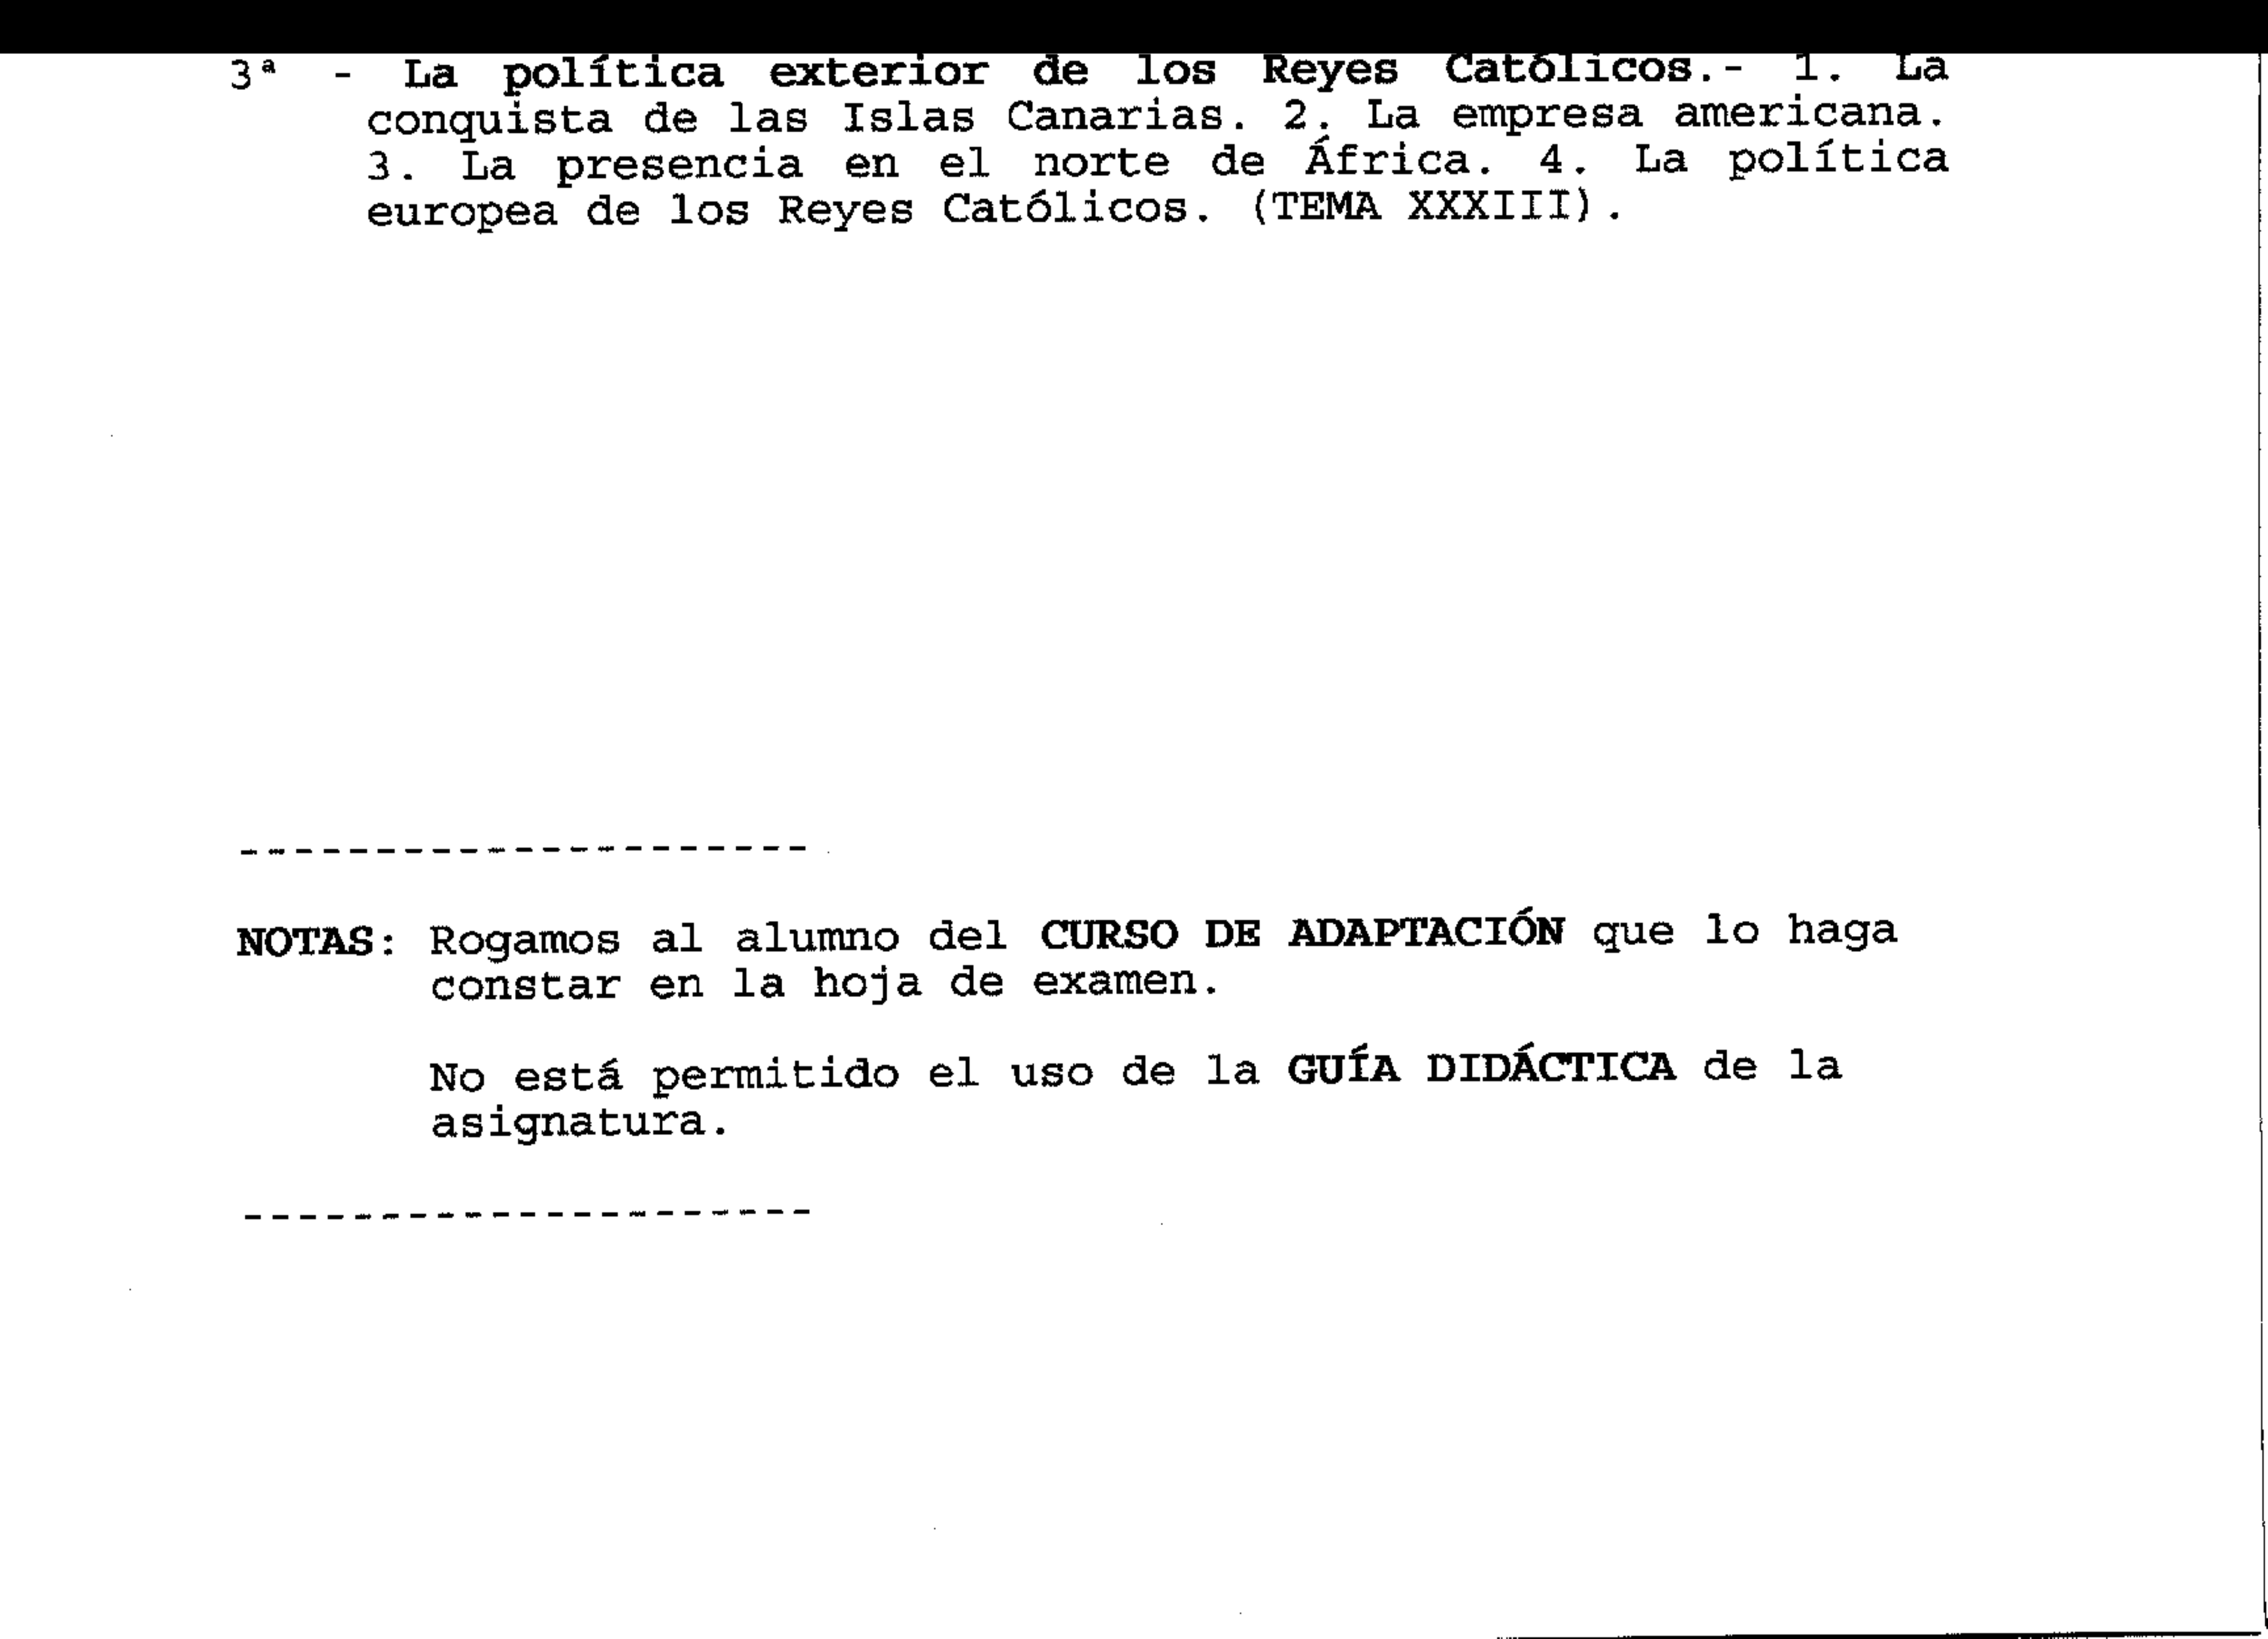 3ª - La política exterior de los Reyes Católicos.- 1. La
conquista de las Islas Canarias. 2. La empresa americana.
3. La presencia en el norte de África. 4. La política
europea de los Reyes Católicos. (TEMA XXXIII).
---------------------
NOTAS: Rogamos al alumno del CURSO DE ADAPTACIÓN que lo haga
constar en la hoja de examen.
No está permitido el uso de la GUÍA DIDÁCTICA de la
asignatura.
---------------------